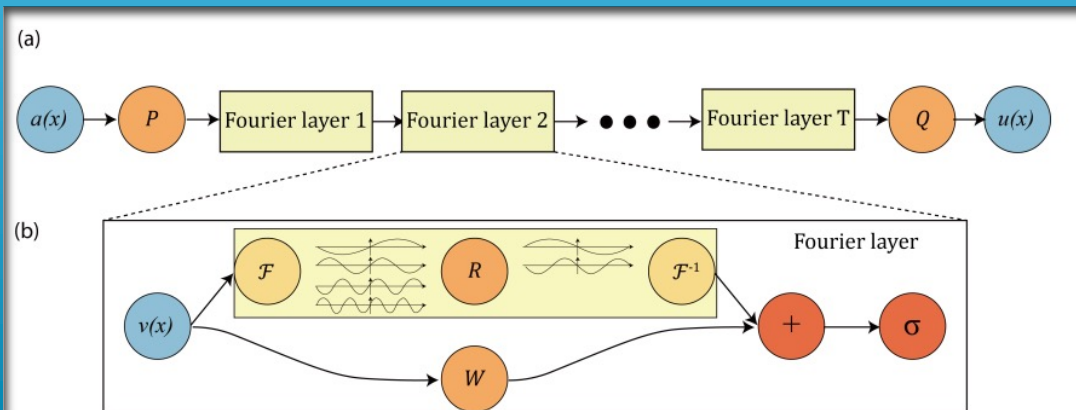 (a)
a(x) P Fourier layer 1 Fourier layer 2 ••• Fourier layer T Q u(x)
(b)
Fourier layer
ℱ R ℱ⁻¹
v(x) + σ
W